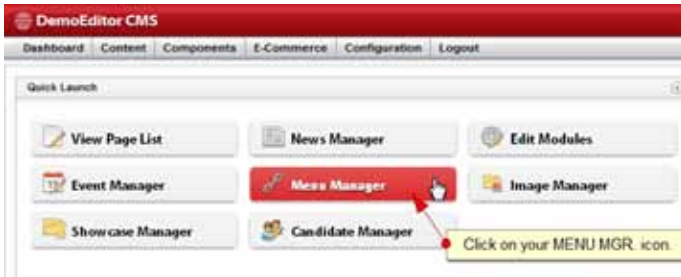 DemoEditor CMS
Dashboard Content Components E-Commerce Configuration Logout
Quick Launch
View Page List News Manager Edit Modules
Event Manager Menu Manager Image Manager
Showcase Manager Candidate Manager
Click on your MENU MGR. icon.